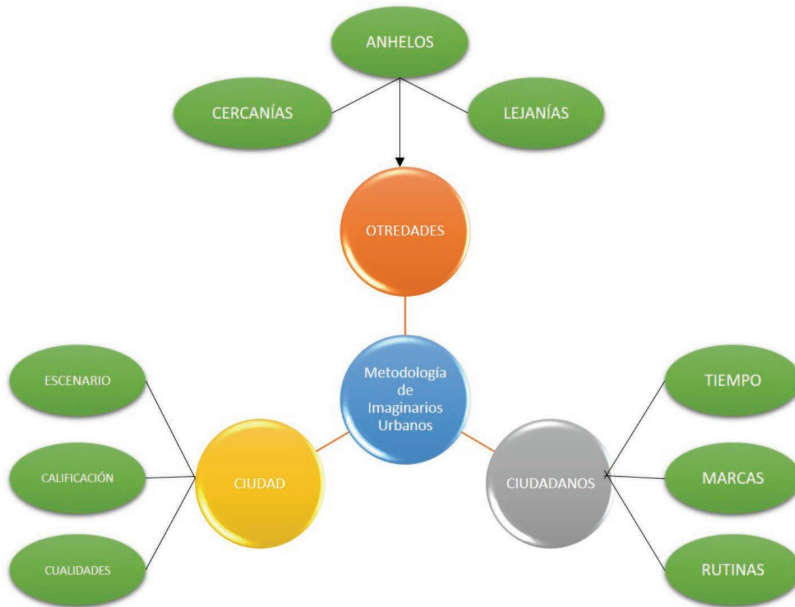 ANHELOS
CERCANÍAS
LEJANÍAS
OTREDADES
Metodología
de
Imaginarios
Urbanos
ESCENARIO
CALIFICACIÓN
CUALIDADES
CIUDAD
CIUDADANOS
TIEMPO
MARCAS
RUTINAS